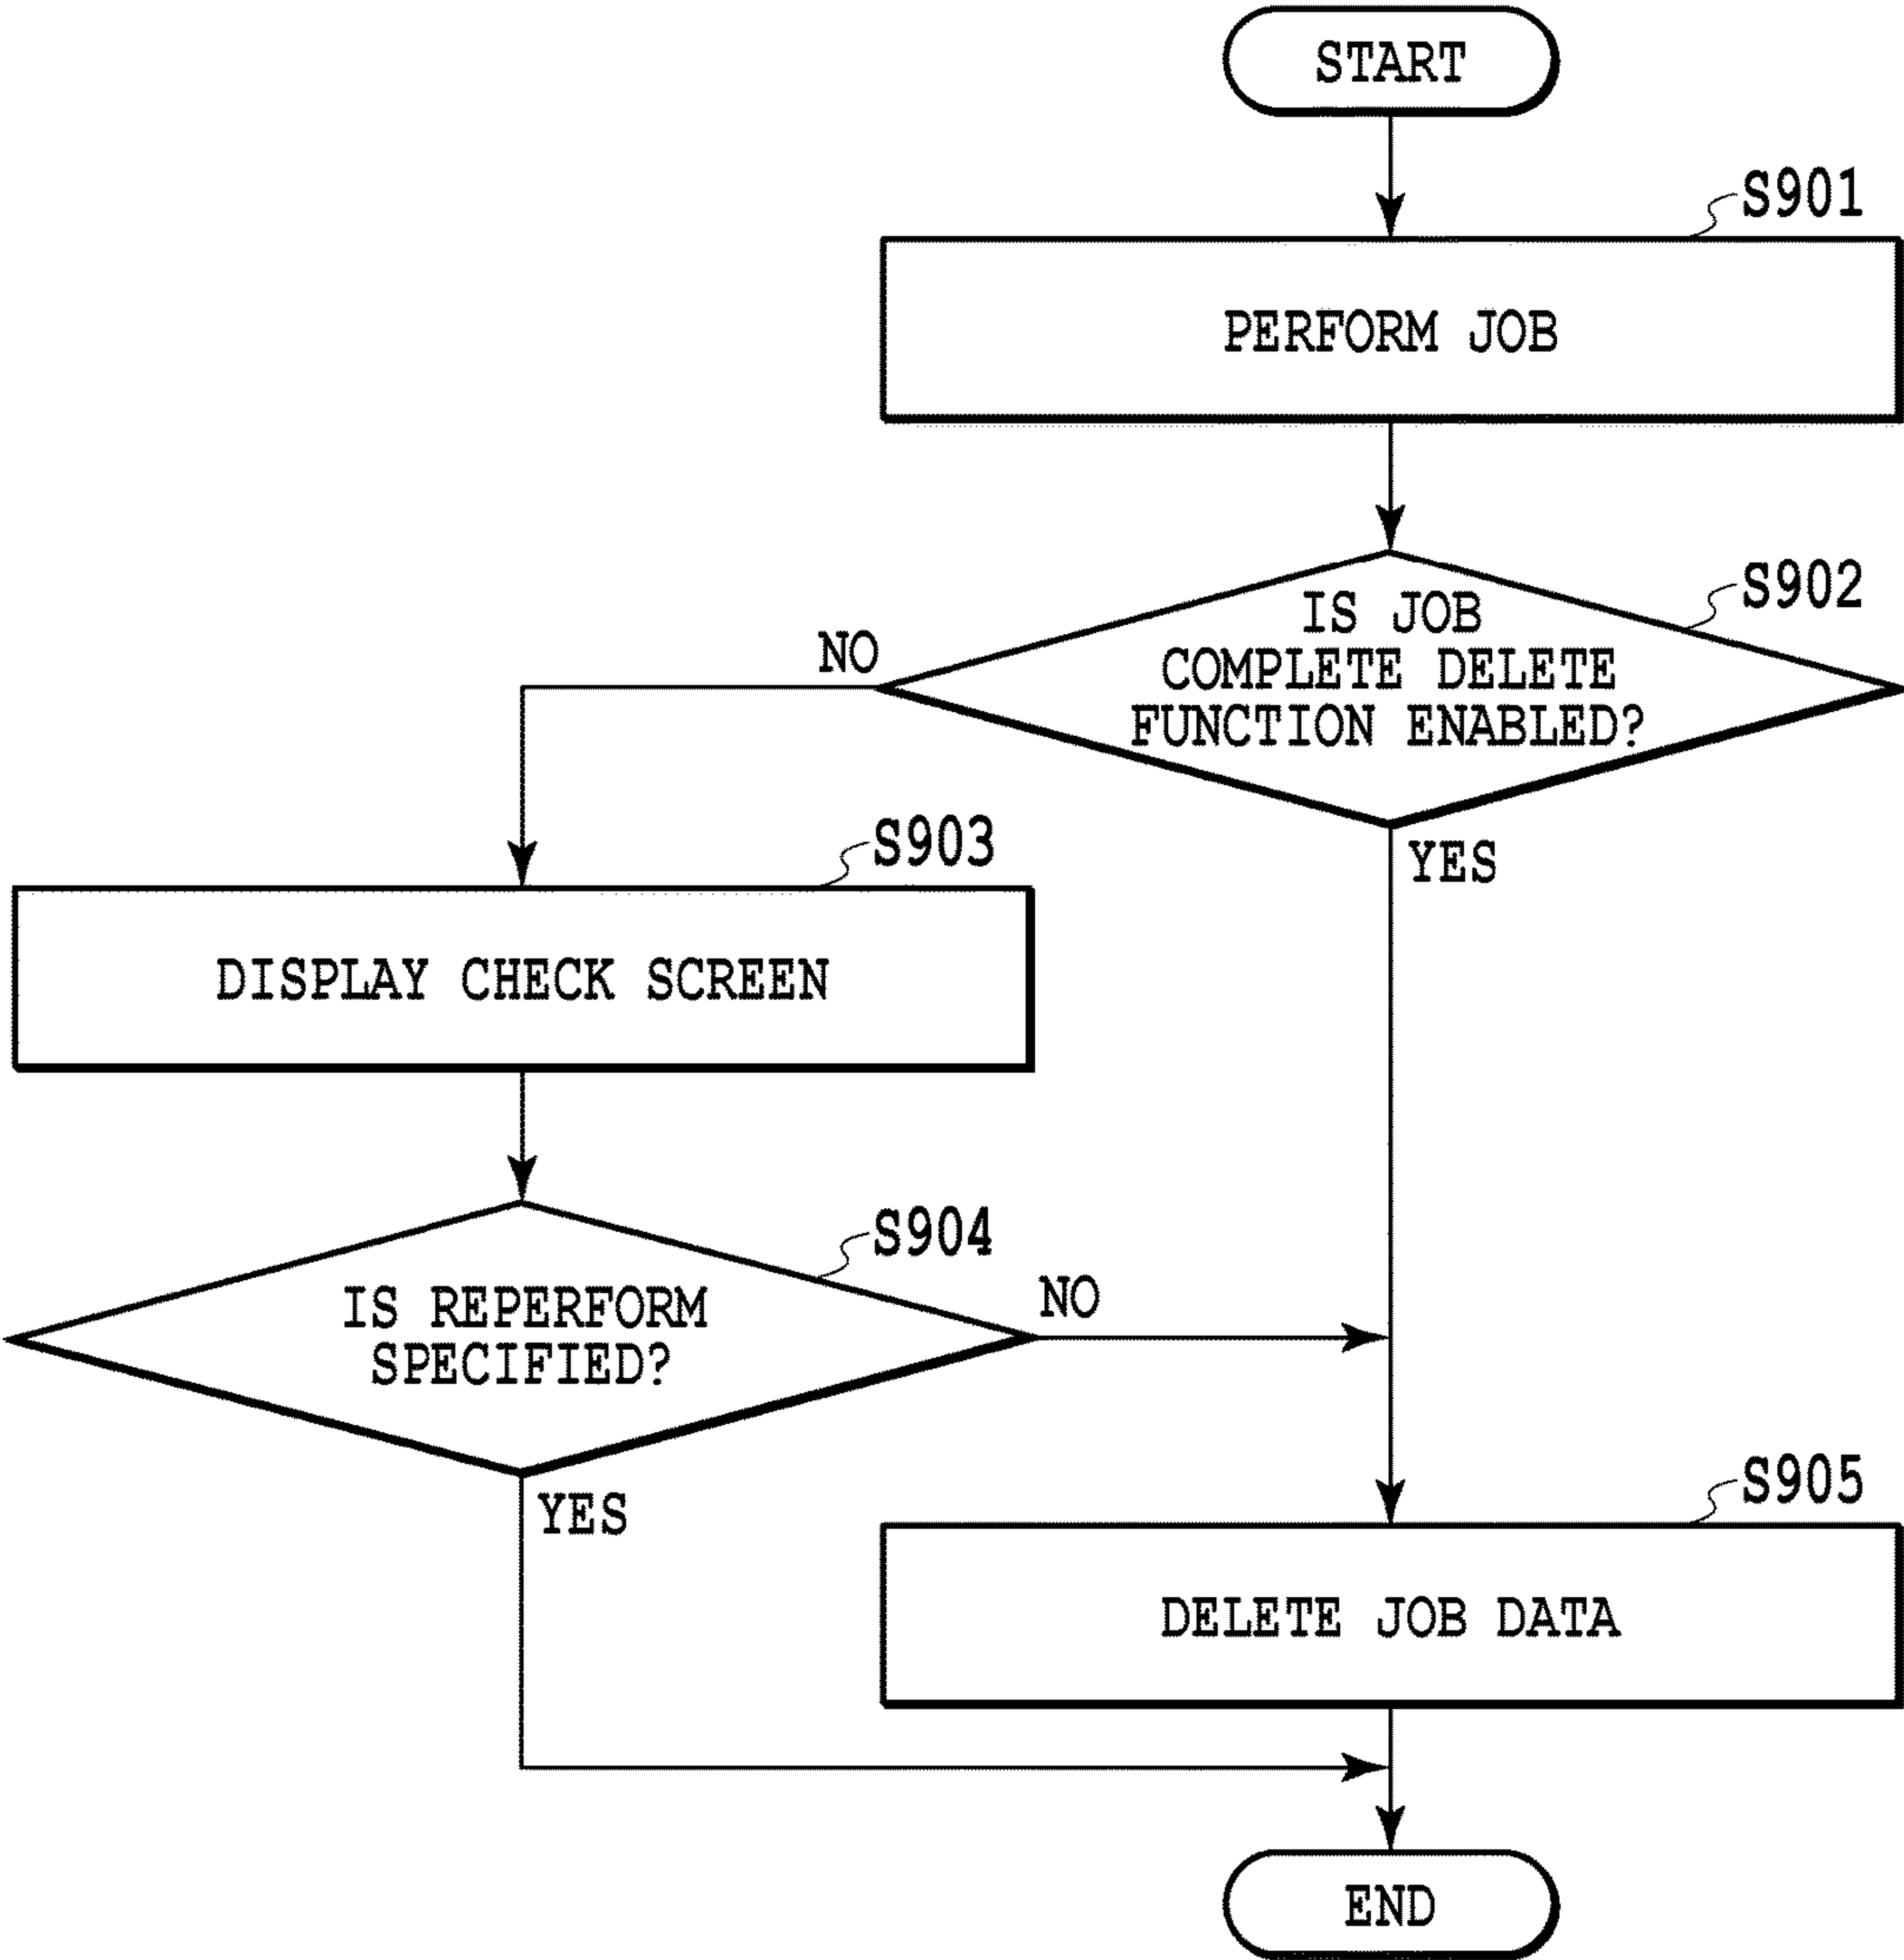 START
S901
PERFORM JOB
S902
IS JOB
COMPLETE DELETE
FUNCTION ENABLED?
NO
YES
S903
DISPLAY CHECK SCREEN
S904
IS REPERFORM
SPECIFIED?
NO
YES
S905
DELETE JOB DATA
END